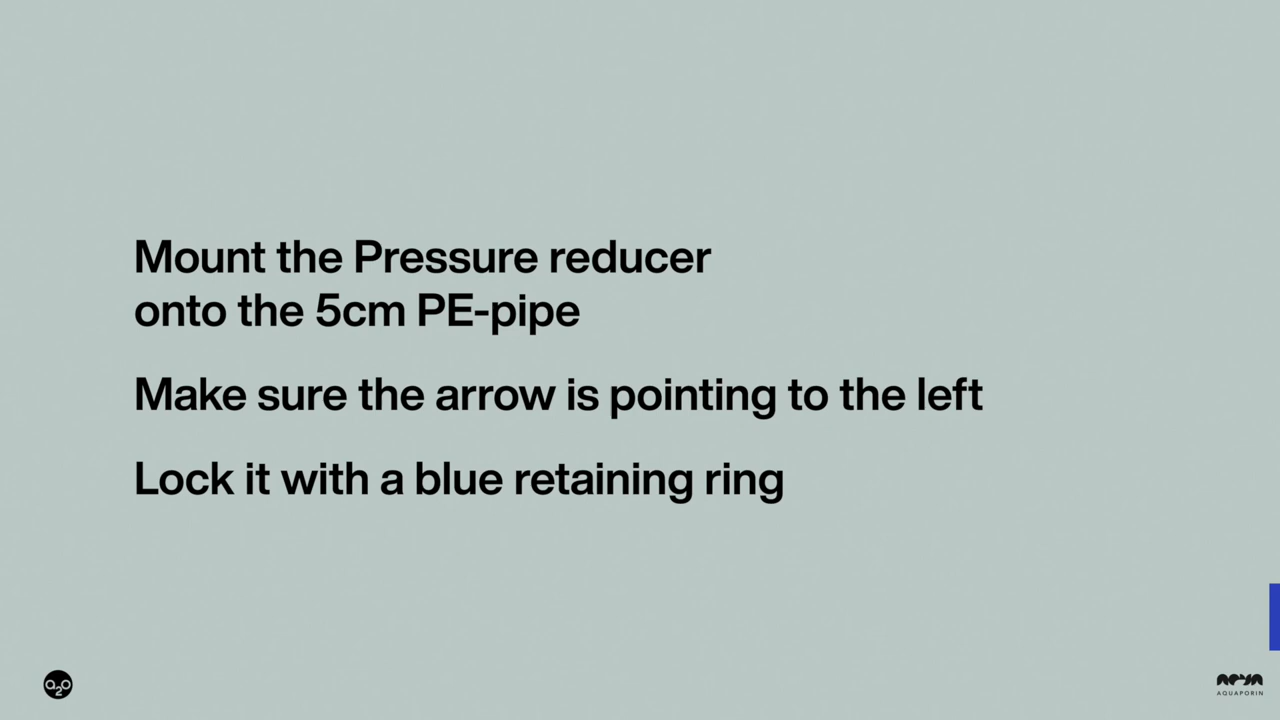 Mount the Pressure reducer
onto the 5cm PE-pipe
Make sure the arrow is pointing to the left
Lock it with a blue retaining ring
a2o
AQUAPORIN